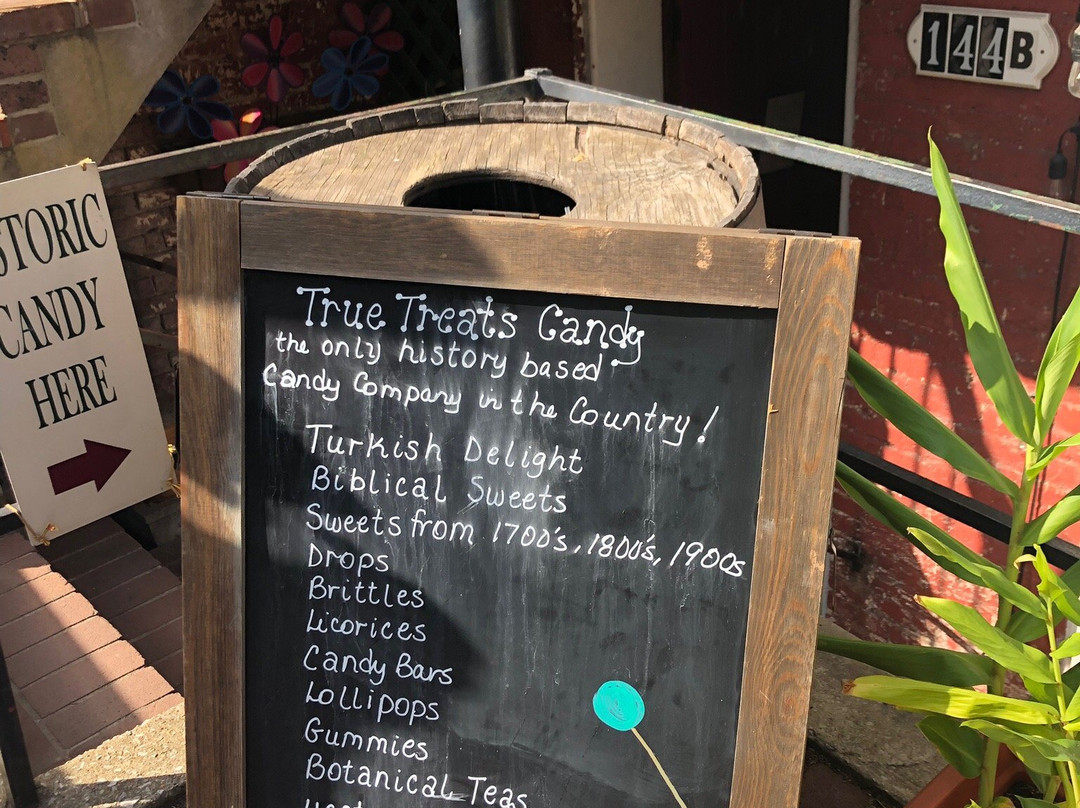 144B
TORIC
CANDY
HERE
True Treats Candy
the only history based
Candy Company in the Country!
Turkish Delight
Biblical Sweets
Sweets from 1700's, 1800's, 1900s
Drops
Brittles
Licorices
Candy Bars
Lollipops
Gummies
Botanical Teas